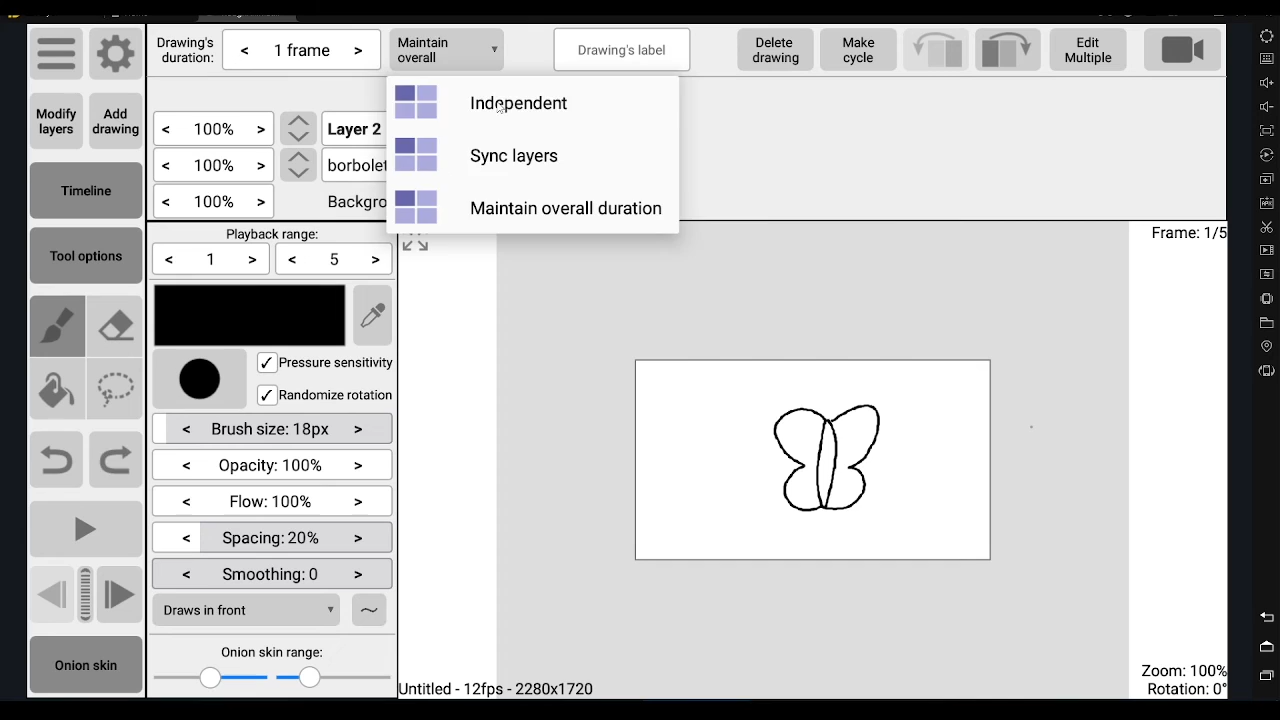 Drawing's duration:
< 1 frame >
Maintain overall
Drawing's label
Delete drawing
Make cycle
Edit Multiple
Modify layers
Add drawing
Independent
Sync layers
Maintain overall duration
< 100% >
Layer 2
< 100% >
borbolet
< 100% >
Backgro
Timeline
Tool options
Playback range:
< 1 >
< 5 >
Frame: 1/5
Pressure sensitivity
Randomize rotation
< Brush size: 18px >
< Opacity: 100% >
< Flow: 100% >
< Spacing: 20% >
< Smoothing: 0 >
Draws in front
Onion skin range:
Onion skin
Untitled - 12fps - 2280x1720
Zoom: 100%
Rotation: 0°